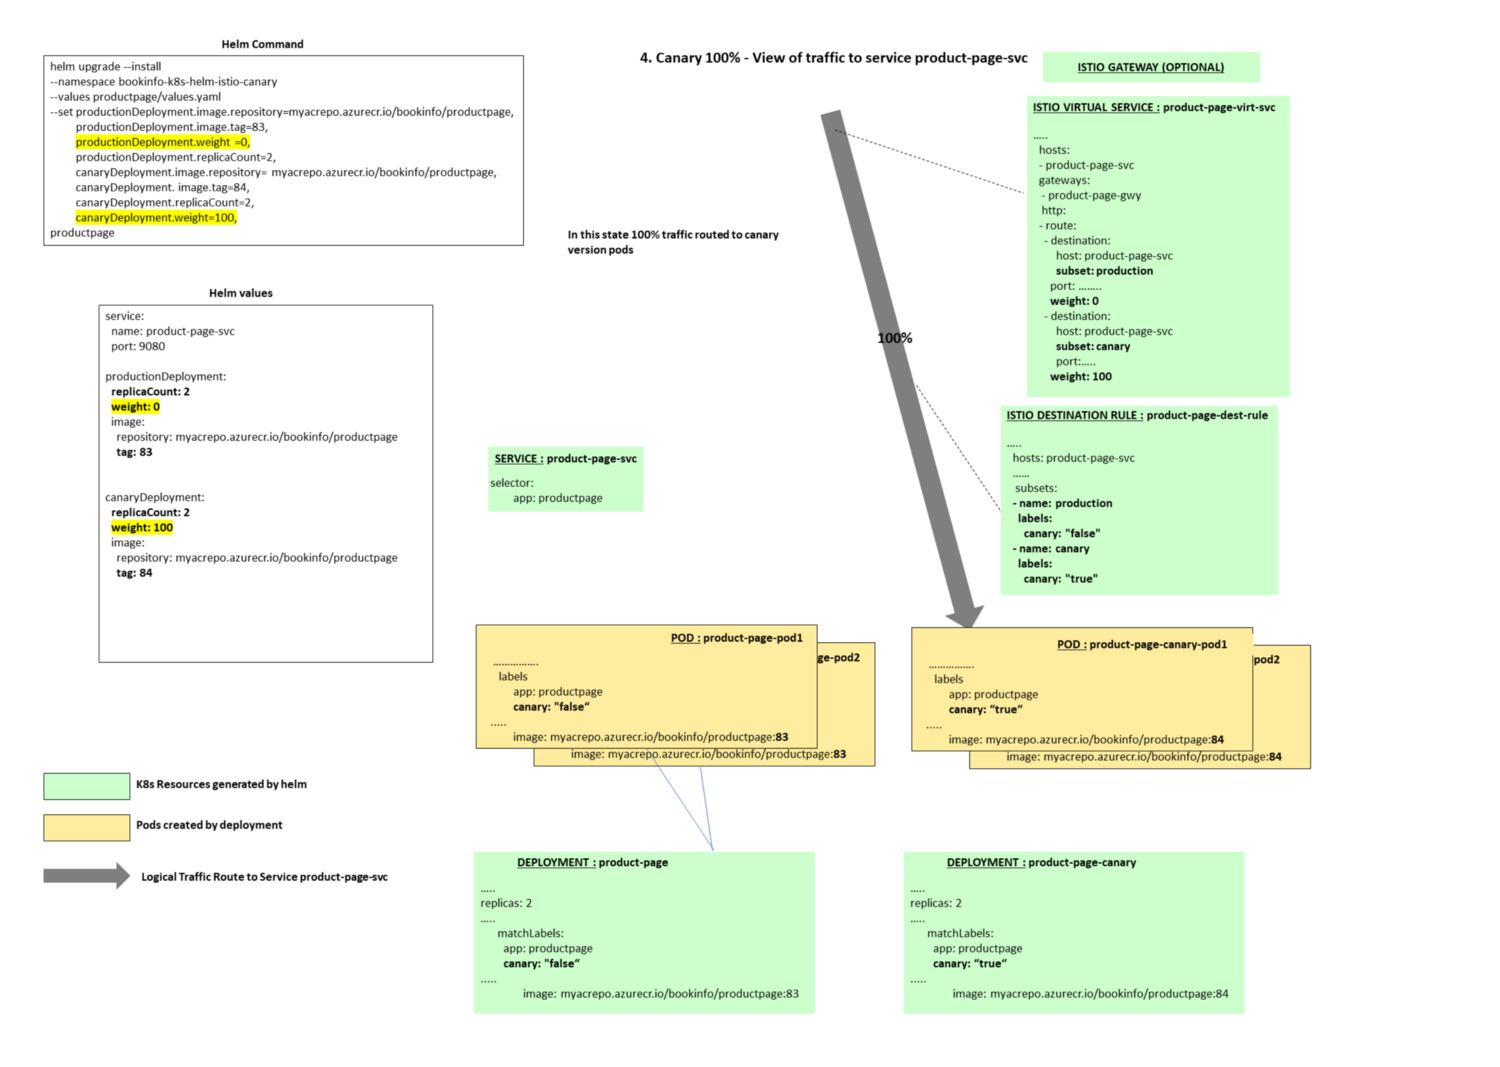 Helm Command
helm upgrade --install
--namespace bookinfo-k8s-helm-istio-canary
--values productpage/values.yaml
--set productionDeployment.image.repository=myacrepo.azurecr.io/bookinfo/productpage,
productionDeployment.image.tag=83,
productionDeployment.weight =0,
productionDeployment.replicaCount=2,
canaryDeployment.image.repository= myacrepo.azurecr.io/bookinfo/productpage,
canaryDeployment. image.tag=84,
canaryDeployment.replicaCount=2,
canaryDeployment.weight=100,
productpage
4. Canary 100% - View of traffic to service product-page-svc
In this state 100% traffic routed to canary
version pods
100%
ISTIO GATEWAY (OPTIONAL)
ISTIO VIRTUAL SERVICE : product-page-virt-svc
.....
hosts:
- product-page-svc
gateways:
- product-page-gwy
http:
- route:
- destination:
host: product-page-svc
subset: production
port: ........
weight: 0
- destination:
host: product-page-svc
subset: canary
port:.....
weight: 100
ISTIO DESTINATION RULE : product-page-dest-rule
.....
hosts: product-page-svc
......
subsets:
- name: production
labels:
canary: "false"
- name: canary
labels:
canary: "true"
Helm values
service:
name: product-page-svc
port: 9080
productionDeployment:
replicaCount: 2
weight: 0
image:
repository: myacrepo.azurecr.io/bookinfo/productpage
tag: 83
canaryDeployment:
replicaCount: 2
weight: 100
image:
repository: myacrepo.azurecr.io/bookinfo/productpage
tag: 84
SERVICE : product-page-svc
selector:
app: productpage
POD : product-page-pod1
................
labels
app: productpage
canary: "false“
.....
image: myacrepo.azurecr.io/bookinfo/productpage:83
ge-pod2
image: myacrepo.azurecr.io/bookinfo/productpage:83
POD : product-page-canary-pod1
................
labels
app: productpage
canary: “true“
.....
image: myacrepo.azurecr.io/bookinfo/productpage:84
pod2
image: myacrepo.azurecr.io/bookinfo/productpage:84
K8s Resources generated by helm
Pods created by deployment
Logical Traffic Route to Service product-page-svc
DEPLOYMENT : product-page
.....
replicas: 2
.....
matchLabels:
app: productpage
canary: "false“
.....
image: myacrepo.azurecr.io/bookinfo/productpage:83
DEPLOYMENT : product-page-canary
.....
replicas: 2
.....
matchLabels:
app: productpage
canary: “true“
.....
image: myacrepo.azurecr.io/bookinfo/productpage:84